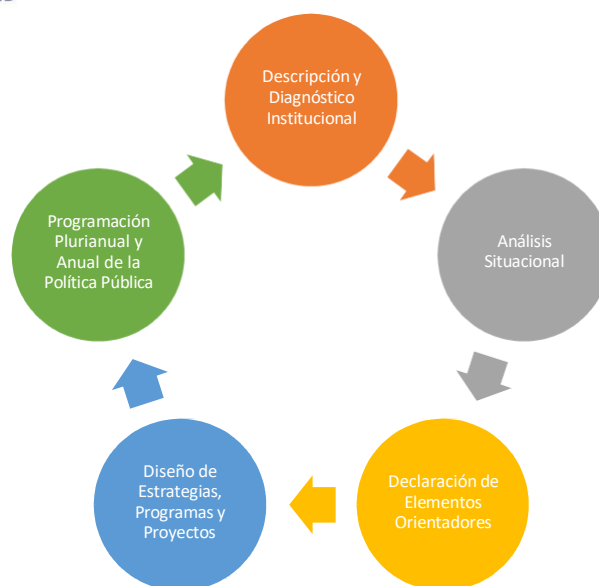 Descripción y
Diagnóstico
Institucional
Análisis
Situacional
Declaración de
Elementos
Orientadores
Diseño de
Estrategias,
Programas y
Proyectos
Programación
Plurianual y
Anual de la
Política Pública